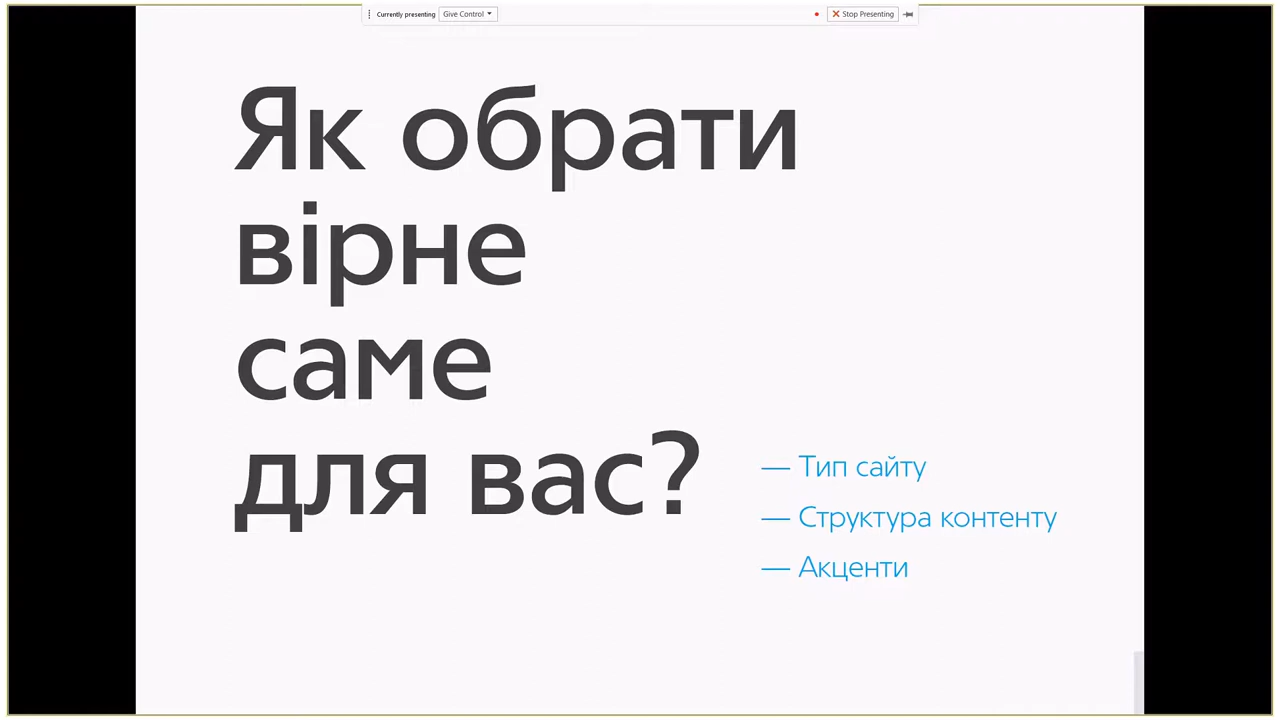 Currently presenting Give Control Stop Presenting
Як обрати
вірне
саме
для вас?
— Тип сайту
— Структура контенту
— Акценти